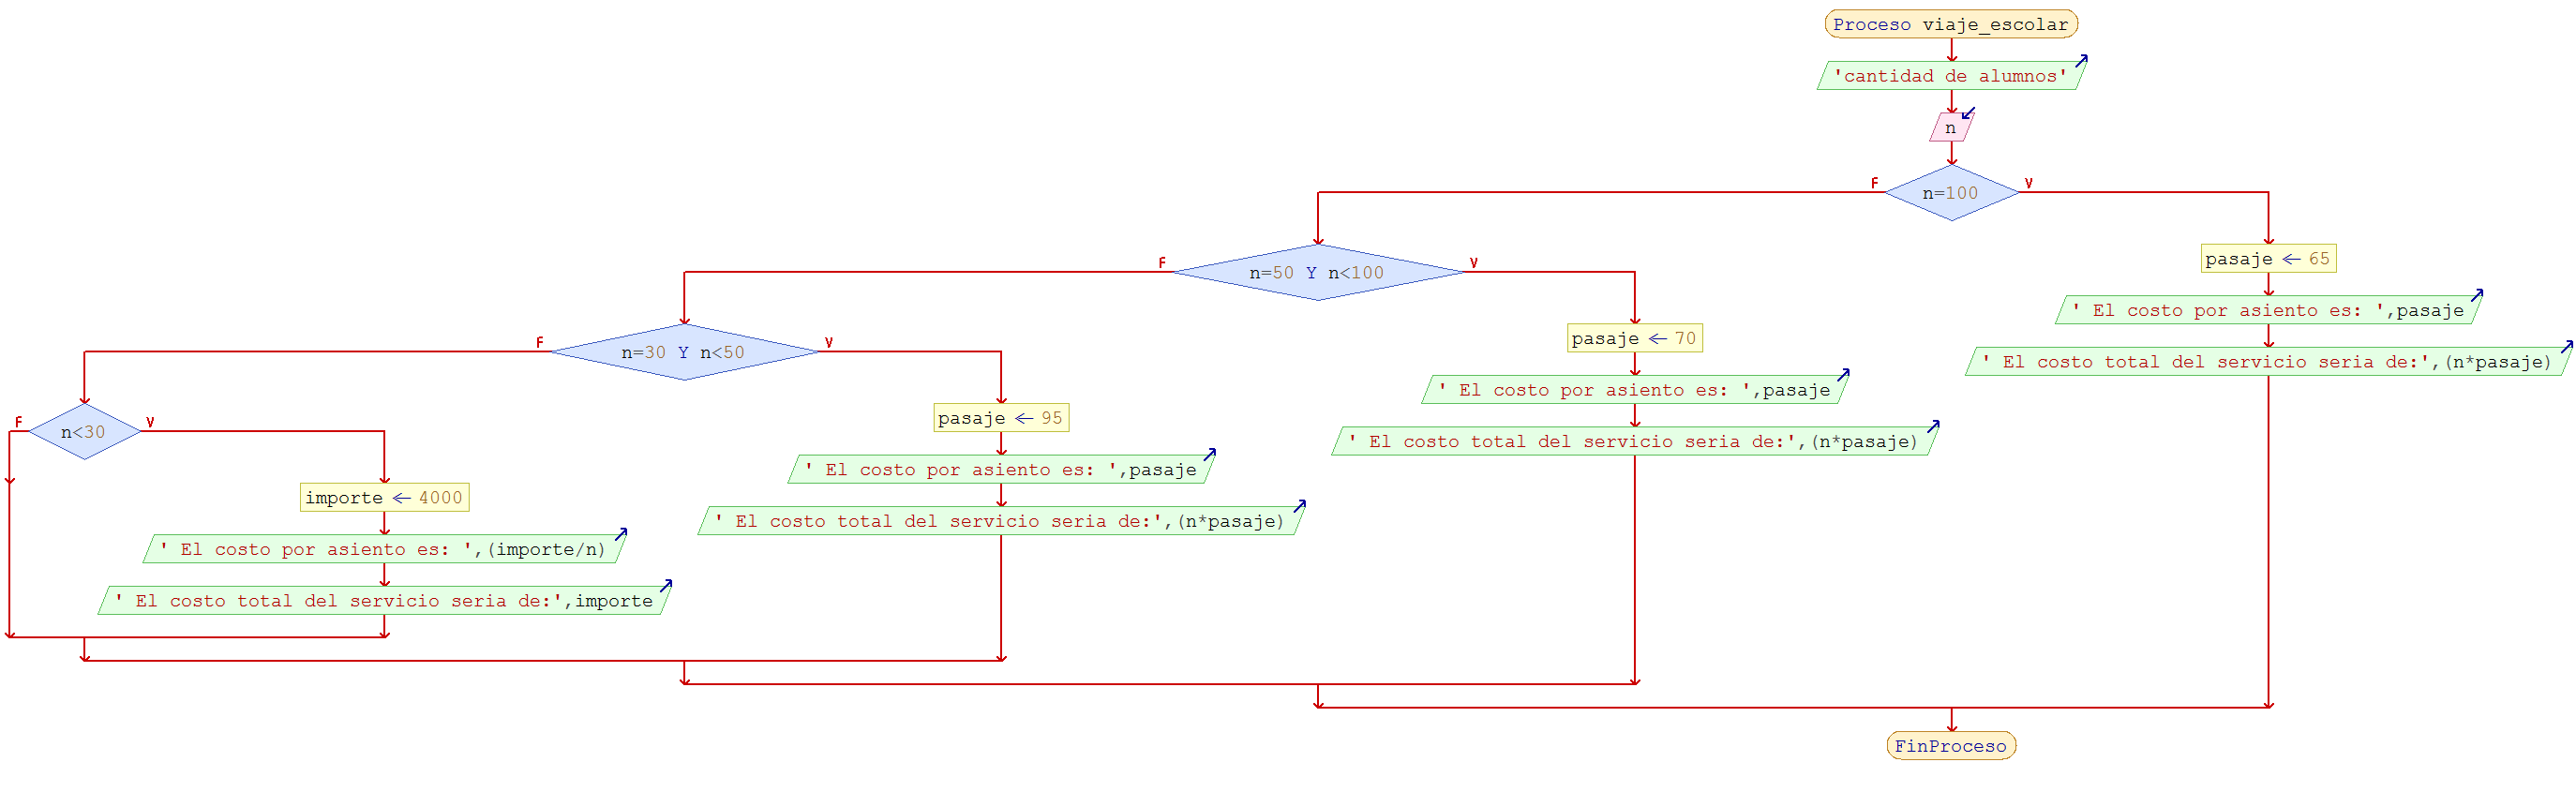 Proceso viaje_escolar
'cantidad de alumnos'
n
n=100
F
V
n=50 Y n<100
F
V
pasaje ← 65
' El costo por asiento es: ',pasaje
' El costo total del servicio seria de:',(n*pasaje)
n=30 Y n<50
F
V
pasaje ← 70
' El costo por asiento es: ',pasaje
' El costo total del servicio seria de:',(n*pasaje)
n<30
F
V
pasaje ← 95
' El costo por asiento es: ',pasaje
' El costo total del servicio seria de:',(n*pasaje)
importe ← 4000
' El costo por asiento es: ',(importe/n)
' El costo total del servicio seria de:',importe
FinProceso